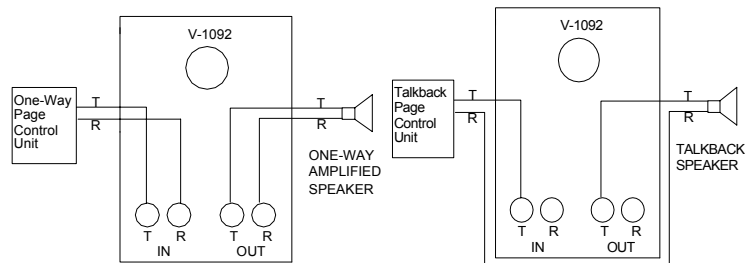 V-1092
One-Way
Page
Control
Unit
T
R
T
R
ONE-WAY
AMPLIFIED
SPEAKER
T R T R
IN OUT
V-1092
Talkback
Page
Control
Unit
T
R
T
R
TALKBACK
SPEAKER
T R T R
IN OUT